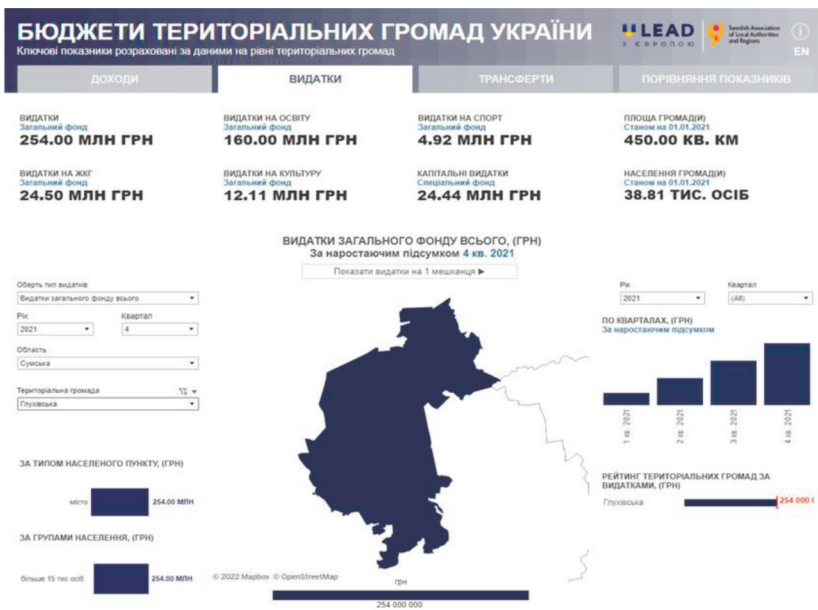 БЮДЖЕТИ ТЕРИТОРІАЛЬНИХ ГРОМАД УКРАЇНИ
Ключові показники розраховані за даними на рівні територіальних громад
U LEAD
З ЄВРОПОЮ
Swedish Association
of Local Authorities
and Regions
i
EN
ДОХОДИ
ВИДАТКИ
ТРАНСФЕРТИ
ПОРІВНЯННЯ ПОКАЗНИКІВ
ВИДАТКИ
Загальний фонд
254.00 МЛН ГРН
ВИДАТКИ НА ОСВІТУ
Загальний фонд
160.00 МЛН ГРН
ВИДАТКИ НА СПОРТ
Загальний фонд
4.92 МЛН ГРН
ПЛОЩА ГРОМАД(И)
Станом на 01.01.2021
450.00 КВ. КМ
ВИДАТКИ НА ЖКГ
Загальний фонд
24.50 МЛН ГРН
ВИДАТКИ НА КУЛЬТУРУ
Загальний фонд
12.11 МЛН ГРН
КАПІТАЛЬНІ ВИДАТКИ
Спеціальний фонд
24.44 МЛН ГРН
НАСЕЛЕННЯ ГРОМАД(И)
Станом на 01.01.2021
38.81 ТИС. ОСІБ
ВИДАТКИ ЗАГАЛЬНОГО ФОНДУ ВСЬОГО, (ГРН)
За наростаючим підсумком 4 кв. 2021
Показати видатки на 1 мешканця ▶
Оберть тип видатків
Видатки загального фонду всього
Рік
Квартал
2021
4
Область
Сумська
Територіальна громада
Глухівська
ЗА ТИПОМ НАСЕЛЕНОГО ПУНКТУ, (ГРН)
місто
254.00 МЛН
ЗА ГРУПАМИ НАСЕЛЕННЯ, (ГРН)
більше 15 тис осіб
254.00 МЛН
© 2022 Mapbox © OpenStreetMap
грн
254 000 000
Рік
Квартал
2021
(All)
ПО КВАРТАЛАХ, (ГРН)
За наростаючим підсумком
1 кв. 2021
2 кв. 2021
3 кв. 2021
4 кв. 2021
РЕЙТИНГ ТЕРИТОРІАЛЬНИХ ГРОМАД ЗА
ВИДАТКАМИ, (ГРН)
Глухівська
254 000 (